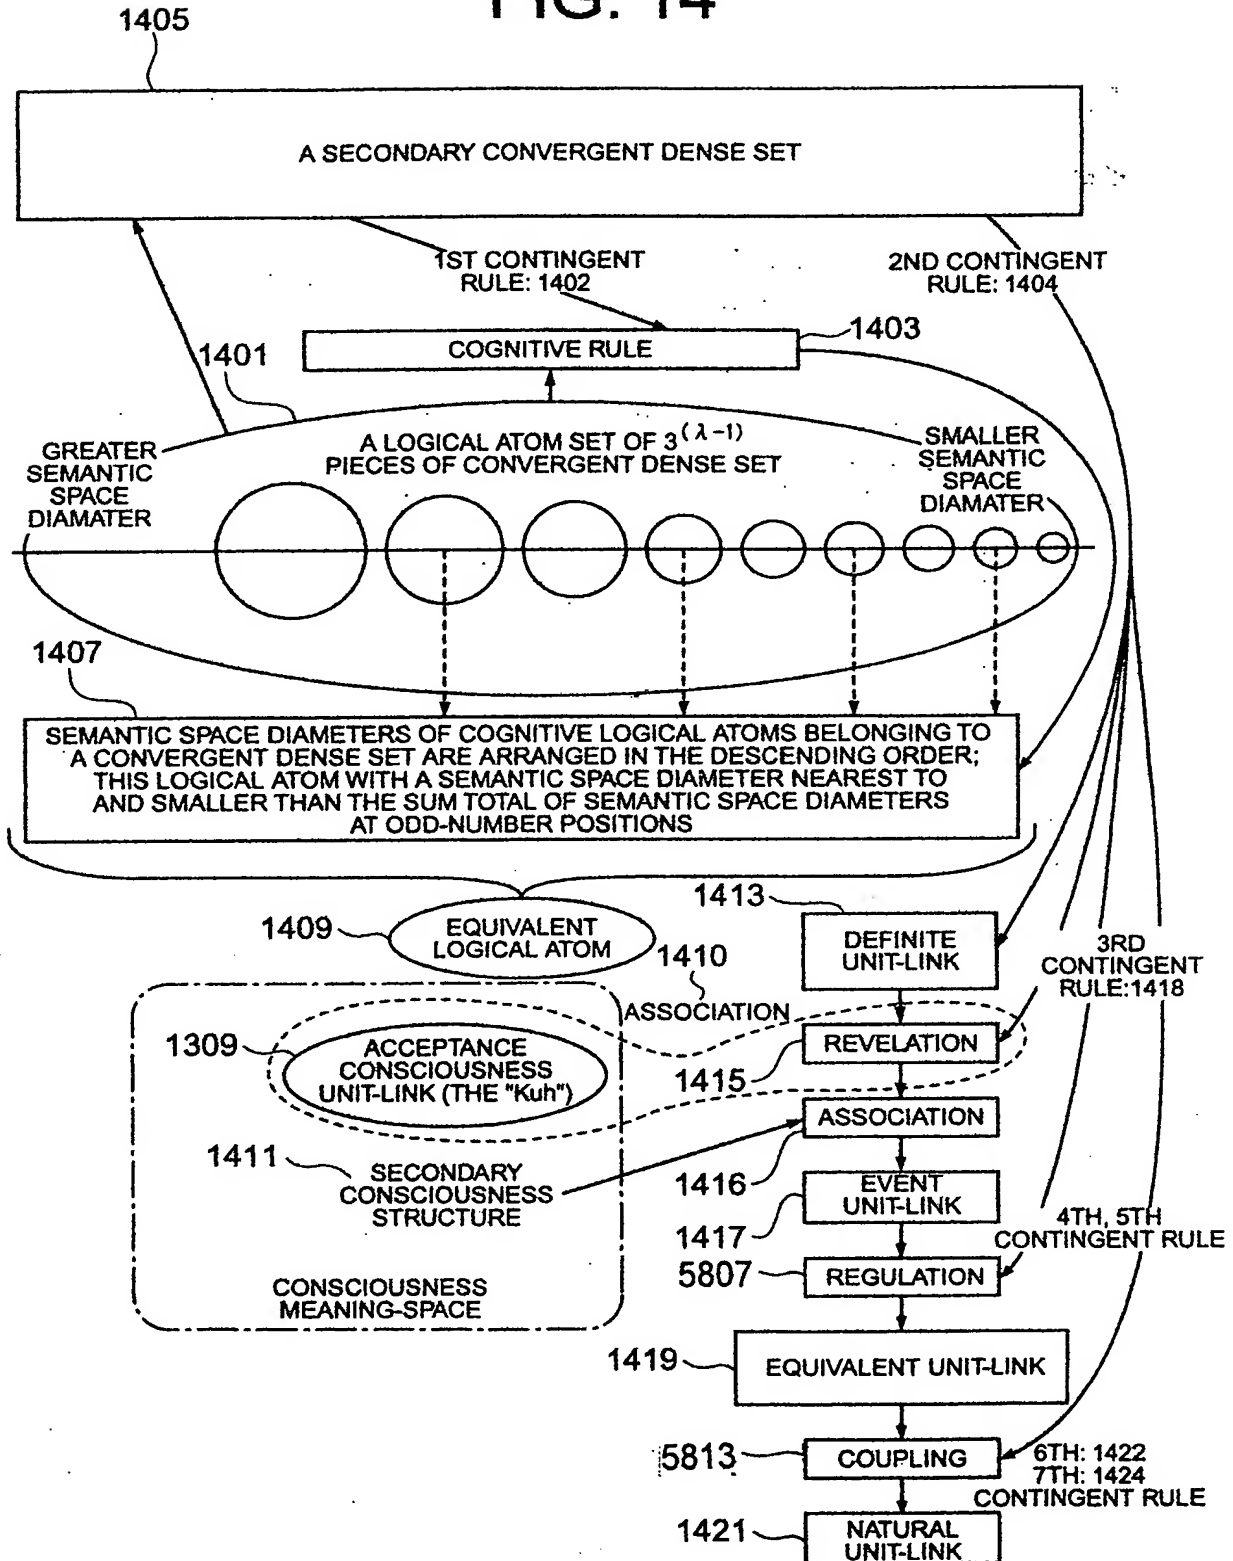 FIG. 14
1405
A SECONDARY CONVERGENT DENSE SET
1ST CONTINGENT
RULE: 1402
2ND CONTINGENT
RULE: 1404
1403
COGNITIVE RULE
1401
A LOGICAL ATOM SET OF 3^(λ-1)
PIECES OF CONVERGENT DENSE SET
GREATER
SEMANTIC
SPACE
DIAMATER
SMALLER
SEMANTIC
SPACE
DIAMATER
1407
SEMANTIC SPACE DIAMETERS OF COGNITIVE LOGICAL ATOMS BELONGING TO
A CONVERGENT DENSE SET ARE ARRANGED IN THE DESCENDING ORDER;
THIS LOGICAL ATOM WITH A SEMANTIC SPACE DIAMETER NEAREST TO
AND SMALLER THAN THE SUM TOTAL OF SEMANTIC SPACE DIAMETERS
AT ODD-NUMBER POSITIONS
1409
EQUIVALENT
LOGICAL ATOM
1413
DEFINITE
UNIT-LINK
3RD
CONTINGENT
RULE:1418
1410
ASSOCIATION
1309
ACCEPTANCE
CONSCIOUSNESS
UNIT-LINK (THE "Kuh")
REVELATION
1415
ASSOCIATION
1411
SECONDARY
CONSCIOUSNESS
STRUCTURE
1416
EVENT
UNIT-LINK
1417
4TH, 5TH
CONTINGENT RULE
5807
REGULATION
CONSCIOUSNESS
MEANING-SPACE
1419
EQUIVALENT UNIT-LINK
5813
COUPLING
6TH: 1422
7TH: 1424
CONTINGENT RULE
1421
NATURAL
UNIT-LINK